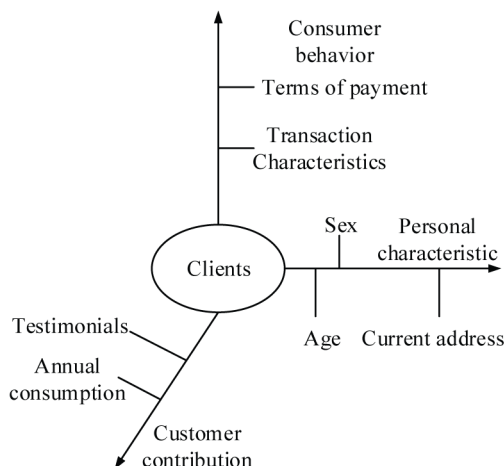 Consumer
behavior
Terms of payment
Transaction
Characteristics
Sex
Personal
characteristic
Clients
Age
Current address
Testimonials
Annual
consumption
Customer
contribution